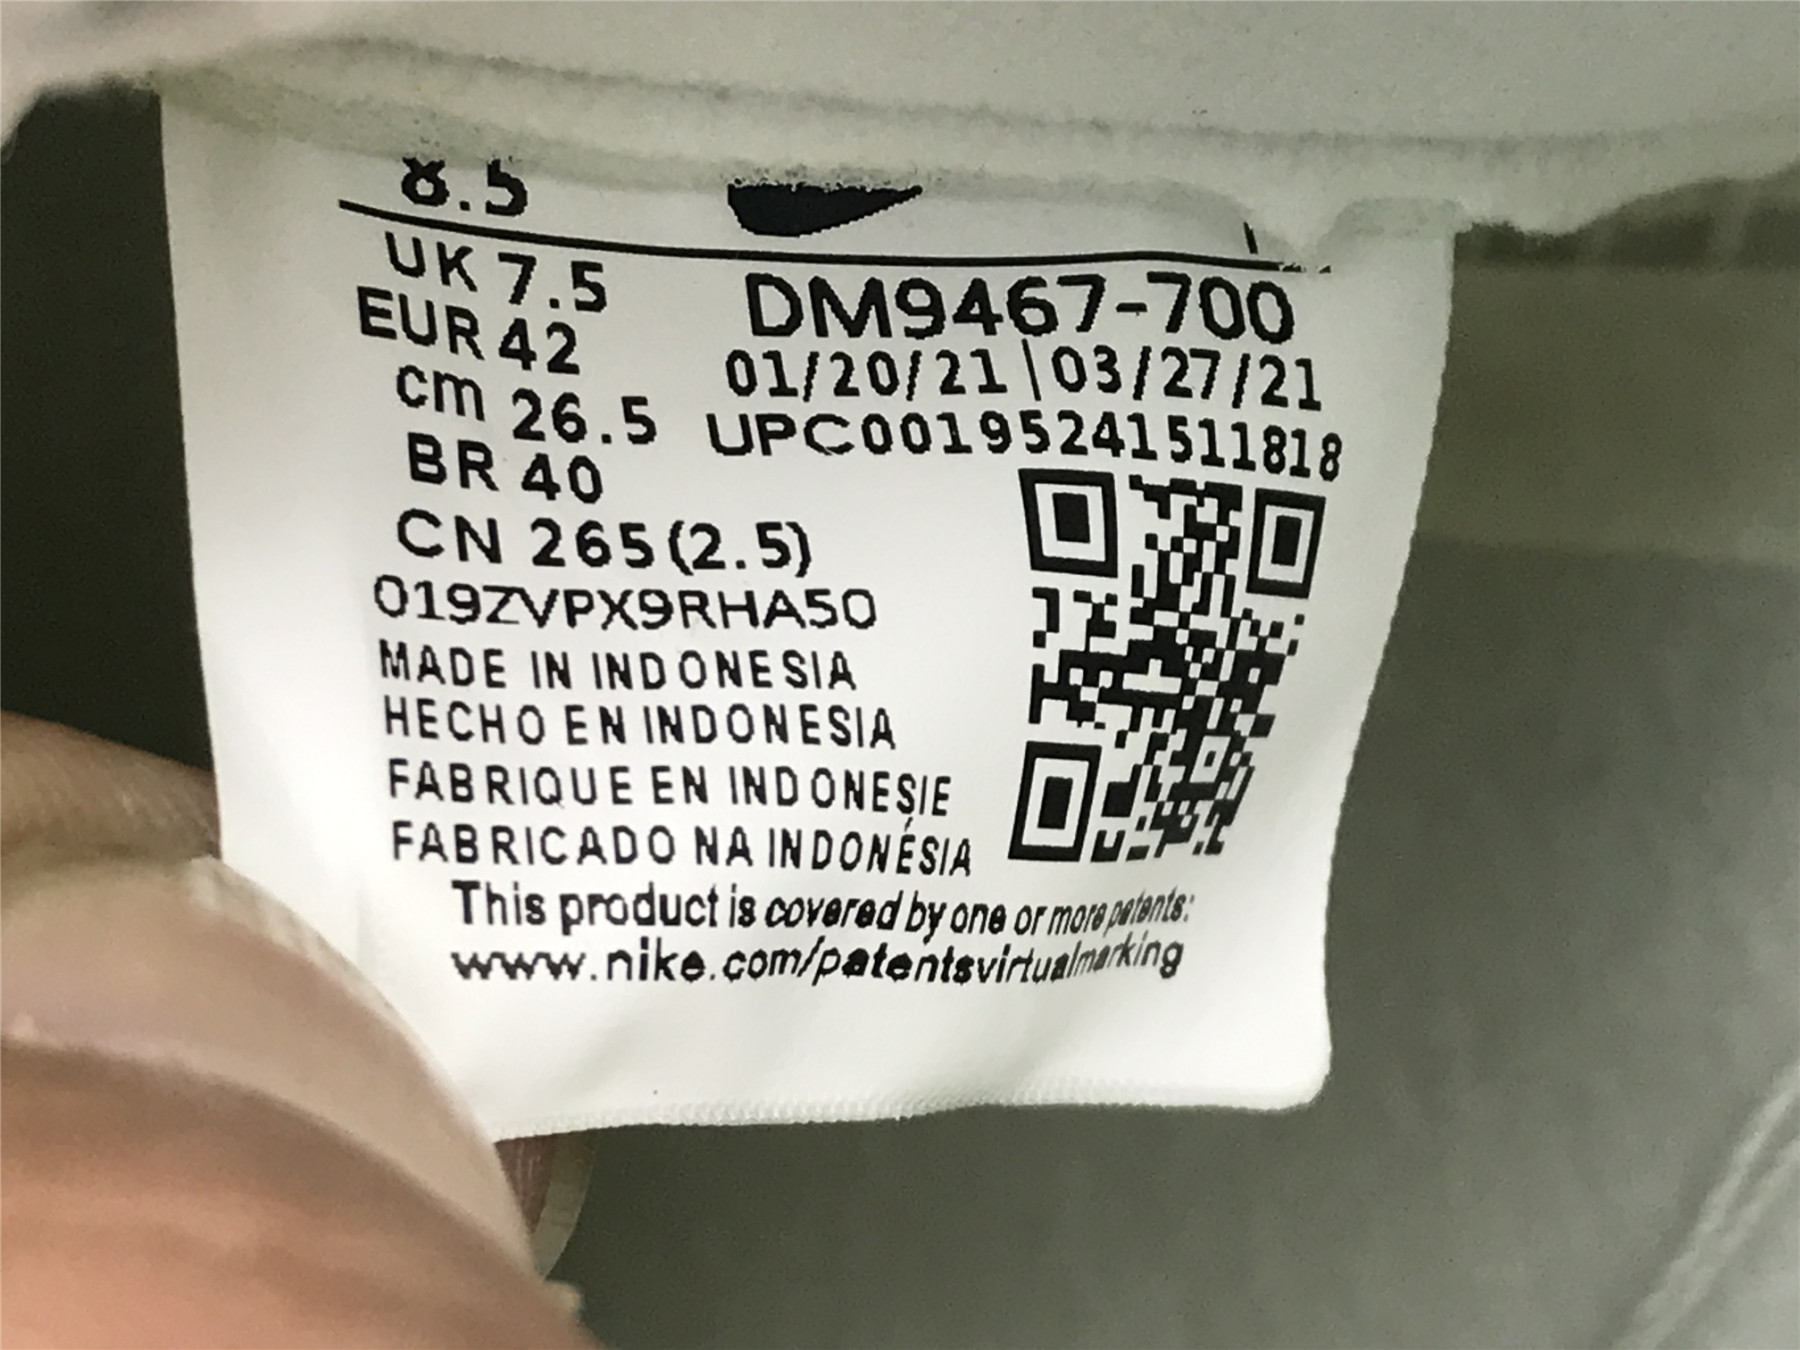 8.5
UK 7.5
EUR 42
cm 26.5
BR 40
CN 265(2.5)
DM9467-700
01/20/21|03/27/21
UPC00195241511818
019ZVPX9RHA50
MADE IN INDONESIA
HECHO EN INDONESIA
FABRIQUE EN INDONESIE
FABRICADO NA INDONÉSIA
This product is covered by one or more patents:
www.nike.com/patentsvirtualmarking